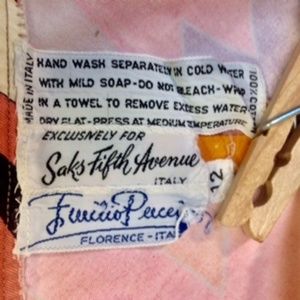 MADE IN ITALY
HAND WASH SEPARATELY IN COLD WATER
WITH MILD SOAP-DO NOT BLEACH-WRAP
IN A TOWEL TO REMOVE EXCESS WATER
DRY FLAT-PRESS AT MEDIUM TEMPERATURE
100% COT
EXCLUSIVELY FOR
Saks Fifth Avenue
ITALY
12
Emilio Pucci
FLORENCE - ITA